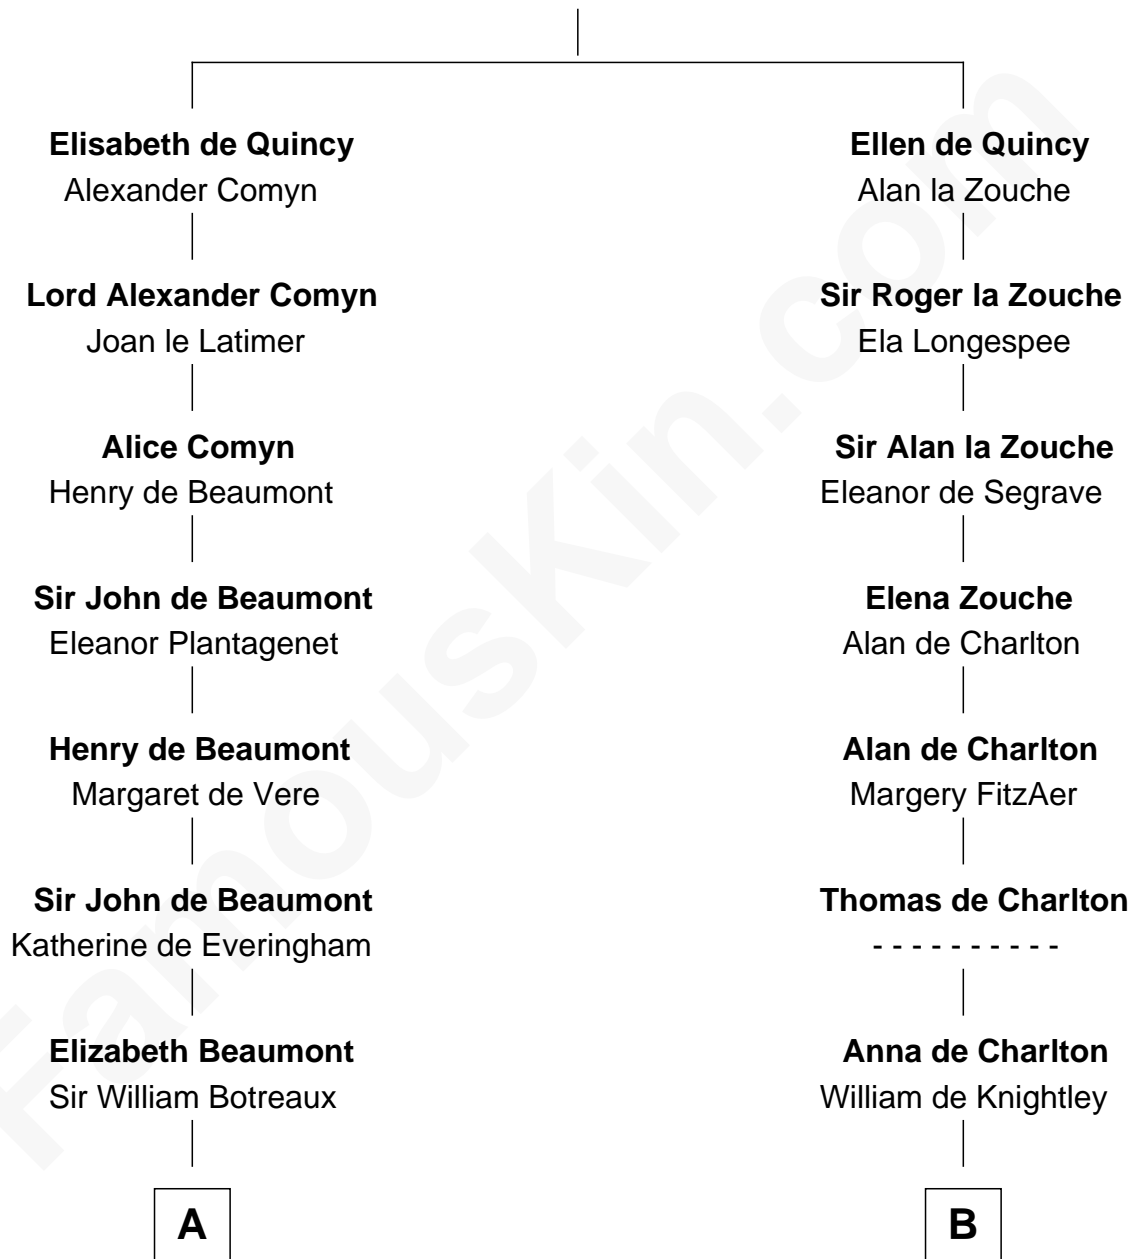 Elisabeth de Quincy
Alexander Comyn
Lord Alexander Comyn
Joan le Latimer
Alice Comyn
Henry de Beaumont
Sir John de Beaumont
Eleanor Plantagenet
Henry de Beaumont
Margaret de Vere
Sir John de Beaumont
Katherine de Everingham
Elizabeth Beaumont
Sir William Botreaux
A
Ellen de Quincy
Alan la Zouche
Sir Roger la Zouche
Ela Longespee
Sir Alan la Zouche
Eleanor de Segrave
Elena Zouche
Alan de Charlton
Alan de Charlton
Margery FitzAer
Thomas de Charlton
- - - - - - - - - -
Anna de Charlton
William de Knightley
B
FamousKin.com